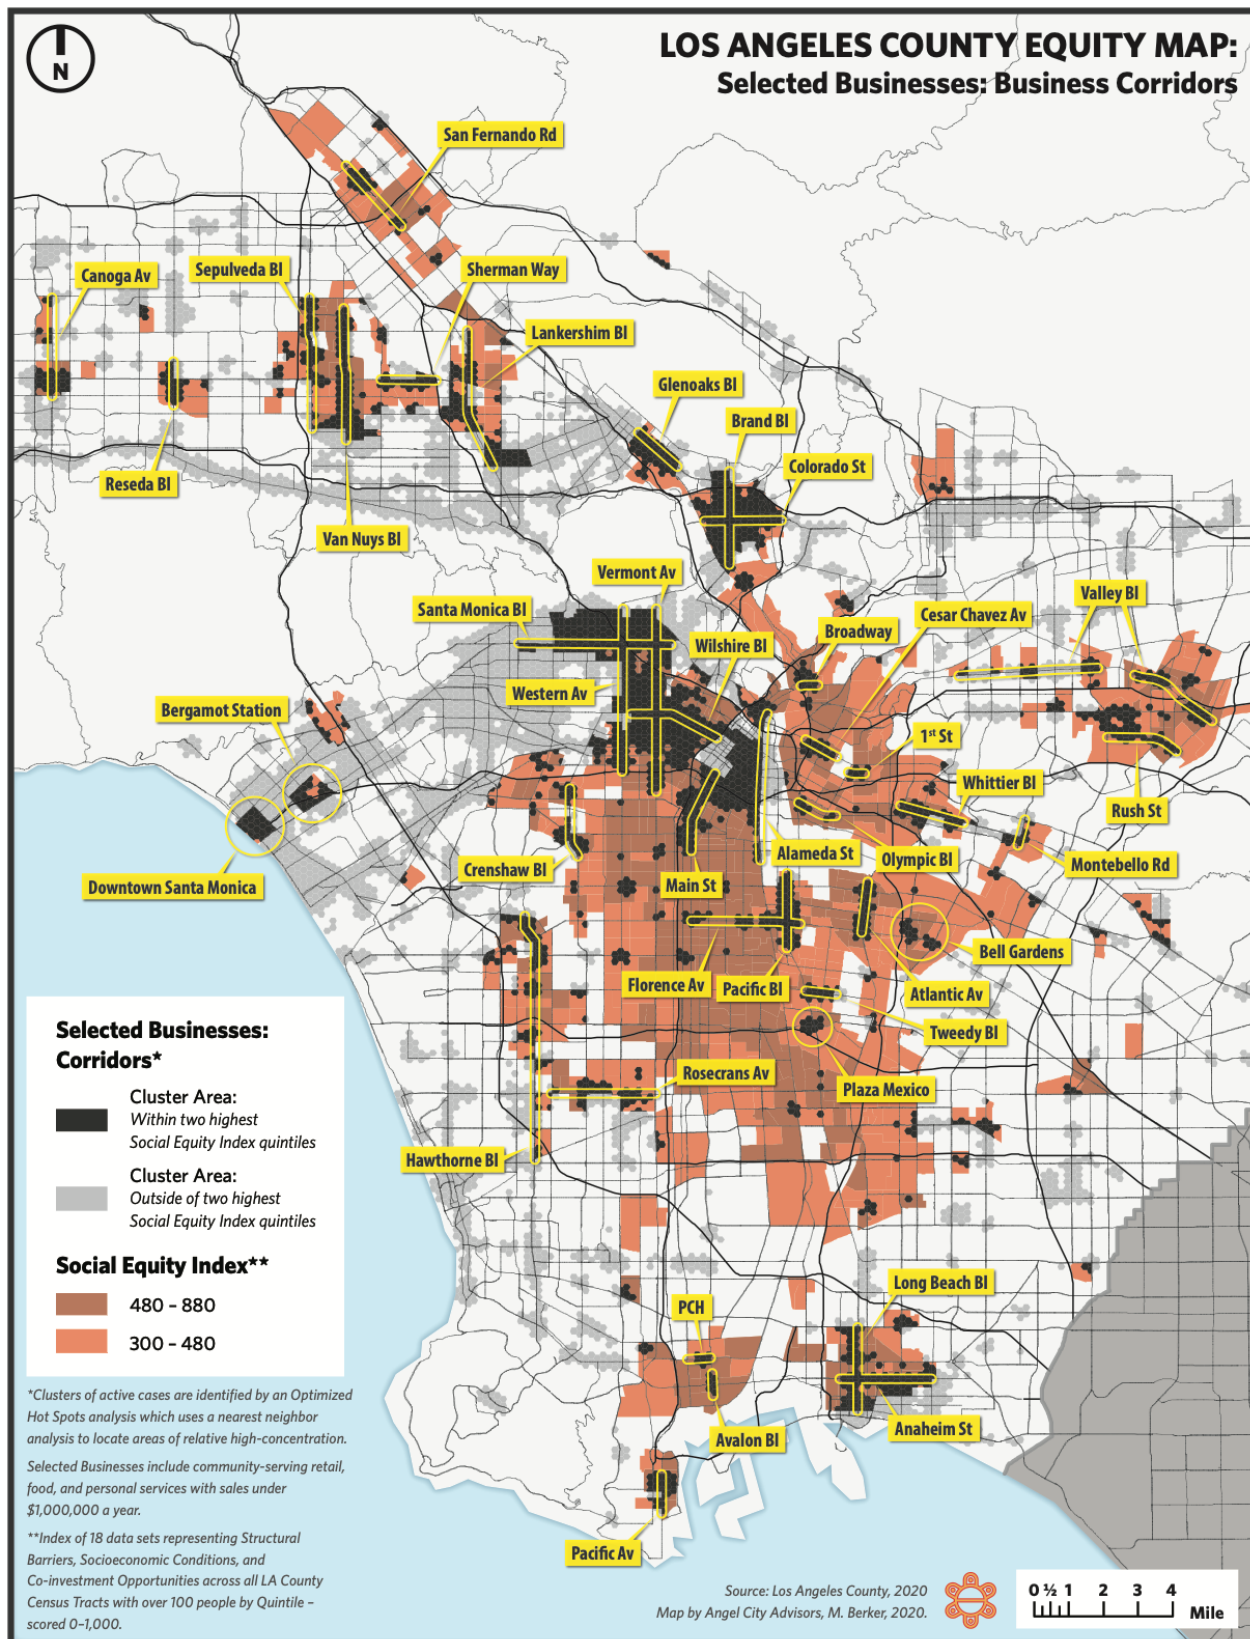 N
LOS ANGELES COUNTY EQUITY MAP:
Selected Businesses: Business Corridors
San Fernando Rd
Canoga Av
Sepulveda Bl
Sherman Way
Lankershim Bl
Glenoaks Bl
Brand Bl
Colorado St
Reseda Bl
Van Nuys Bl
Vermont Av
Santa Monica Bl
Valley Bl
Cesar Chavez Av
Broadway
Wilshire Bl
Western Av
Bergamot Station
1st St
Whittier Bl
Rush St
Alameda St
Olympic Bl
Montebello Rd
Crenshaw Bl
Main St
Downtown Santa Monica
Bell Gardens
Florence Av
Pacific Bl
Atlantic Av
Tweedy Bl
Rosecrans Av
Plaza Mexico
Hawthorne Bl
Long Beach Bl
PCH
Anaheim St
Avalon Bl
Pacific Av
Selected Businesses:
Corridors*
Cluster Area:
Within two highest
Social Equity Index quintiles
Cluster Area:
Outside of two highest
Social Equity Index quintiles
Social Equity Index**
480 – 880
300 – 480
*Clusters of active cases are identified by an Optimized
Hot Spots analysis which uses a nearest neighbor
analysis to locate areas of relative high-concentration.
Selected Businesses include community-serving retail,
food, and personal services with sales under
$1,000,000 a year.
**Index of 18 data sets representing Structural
Barriers, Socioeconomic Conditions, and
Co-investment Opportunities across all LA County
Census Tracts with over 100 people by Quintile –
scored 0–1,000.
Source: Los Angeles County, 2020
Map by Angel City Advisors, M. Berker, 2020.
0 ½ 1 2 3 4
Mile